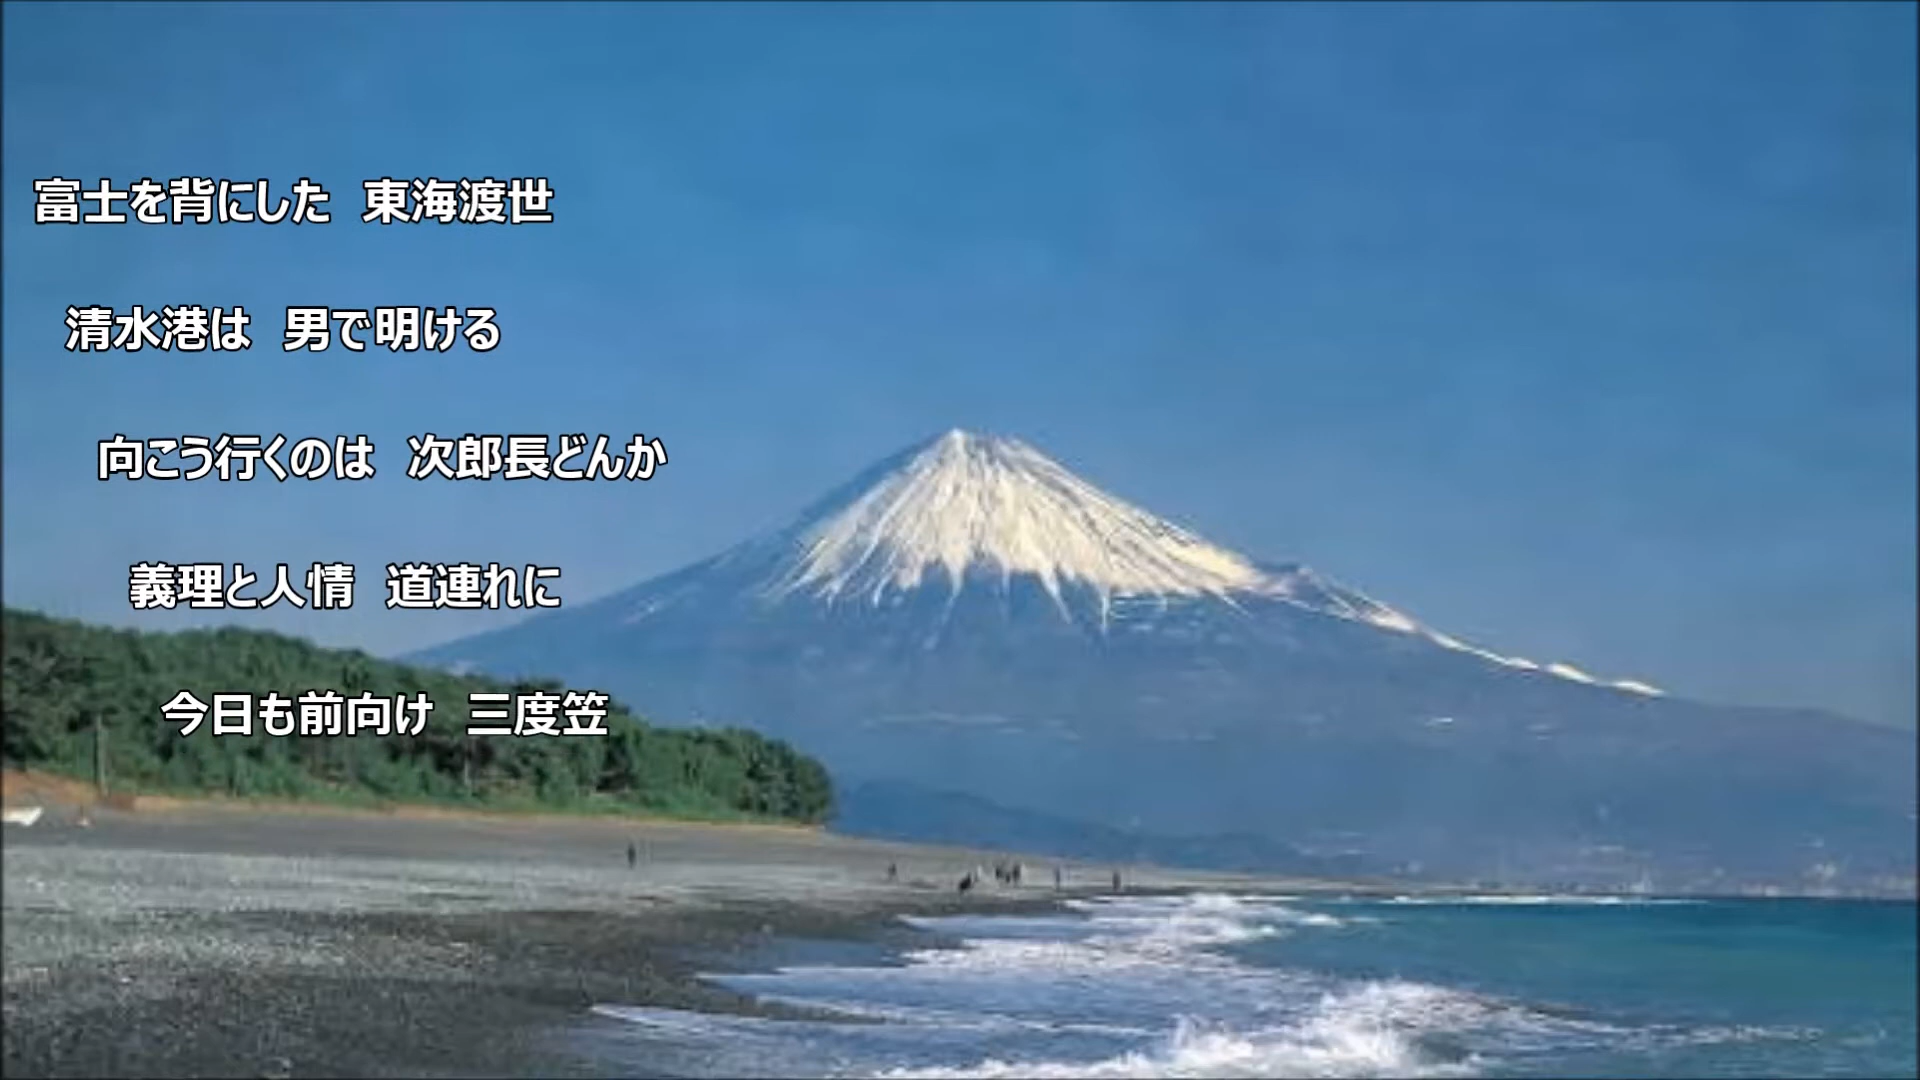 富士を背にした　東海渡世
清水港は　男で明ける
向こう行くのは　次郎長どんか
義理と人情　道連れに
今日も前向け　三度笠